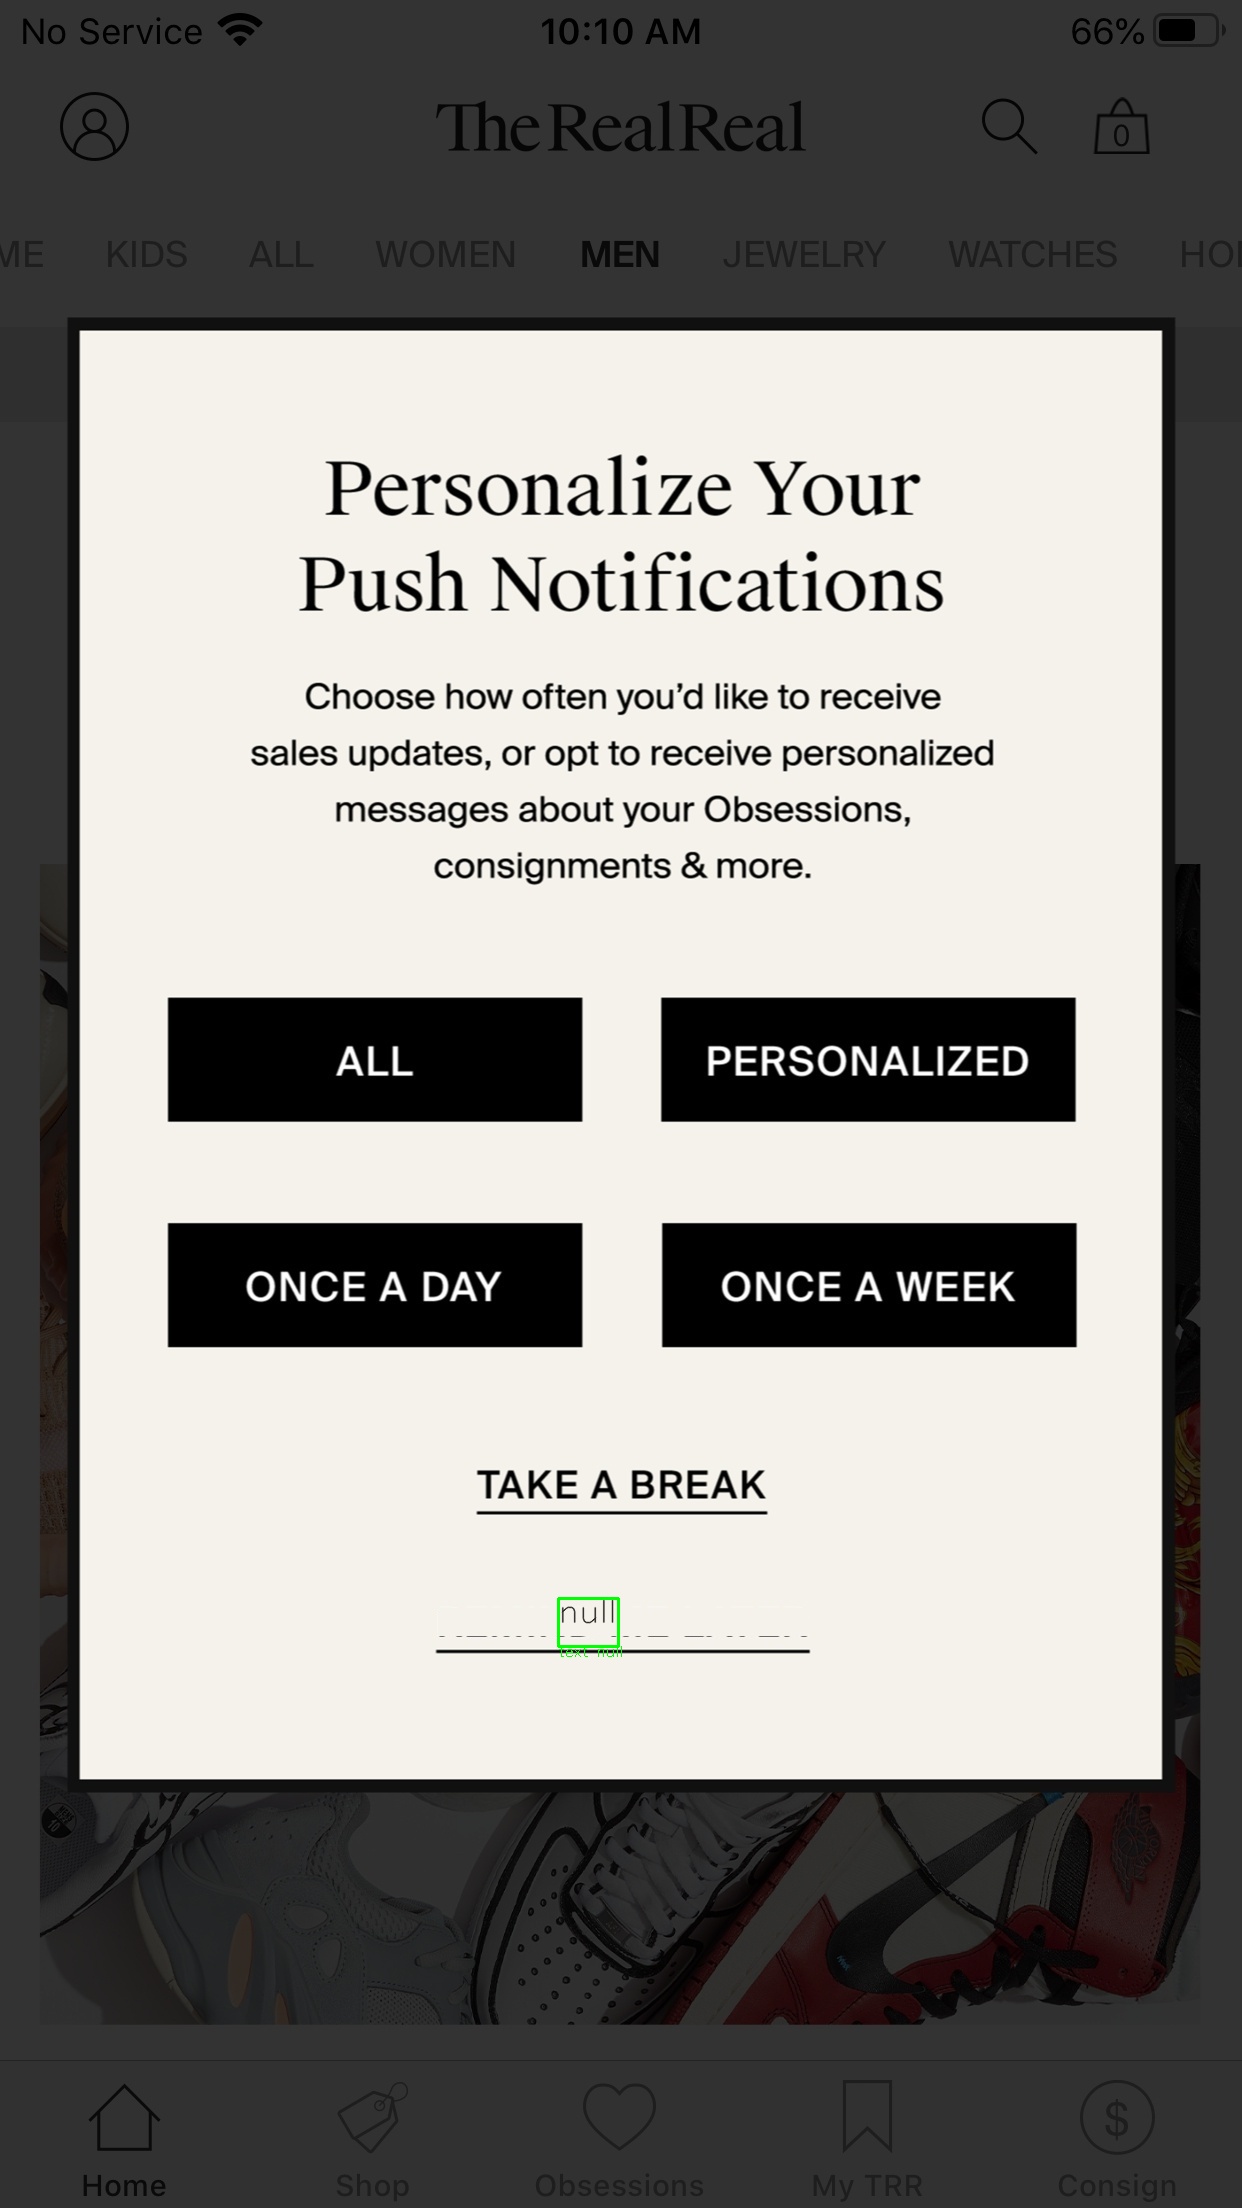 No Service
10:10 AM
66%
The RealReal
0
ME KIDS ALL WOMEN MEN JEWELRY WATCHES HO
Personalize Your
Push Notifications
Choose how often you’d like to receive
sales updates, or opt to receive personalized
messages about your Obsessions,
consignments & more.
ALL
PERSONALIZED
ONCE A DAY
ONCE A WEEK
TAKE A BREAK
null
text null
Home
Shop
Obsessions
My TRR
$
Consign